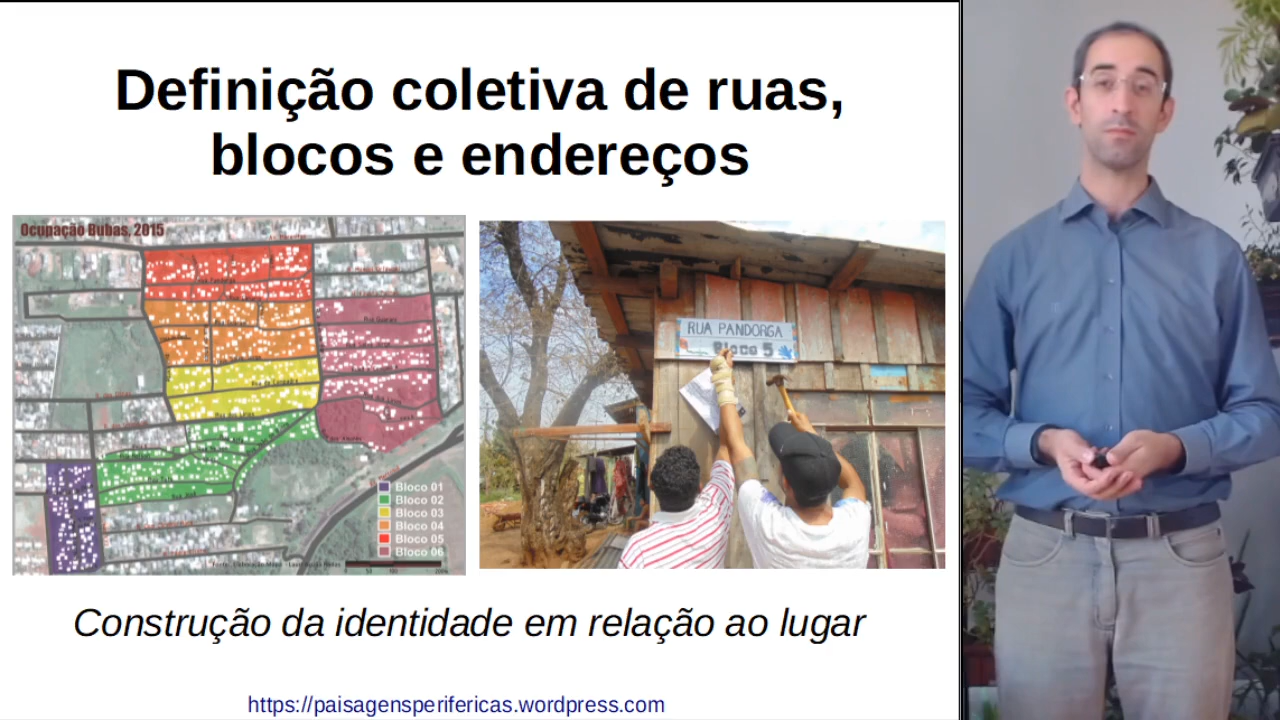 Definição coletiva de ruas,
blocos e endereços
Ocupação Bubas, 2015
Bloco 01
Bloco 02
Bloco 03
Bloco 04
Bloco 05
Bloco 06
RUA PANDORGA
Bloco 5
Construção da identidade em relação ao lugar
https://paisagensperifericas.wordpress.com